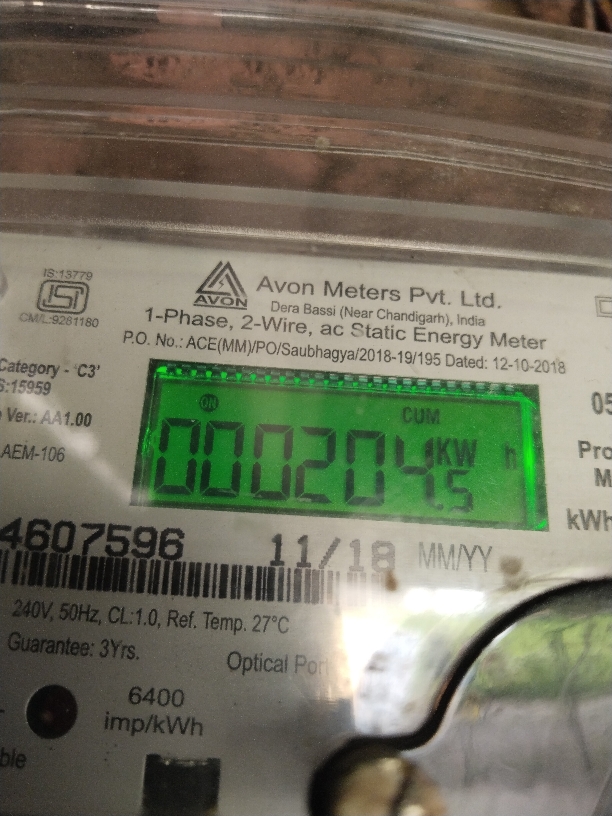 IS:13779
CM/L:9281180
AVON
Avon Meters Pvt. Ltd.
Dera Bassi (Near Chandigarh), India
1-Phase, 2-Wire, ac Static Energy Meter
P.O. No.: ACE(MM)/PO/Saubhagya/2018-19/195 Dated: 12-10-2018
Category - 'C3'
S:15959
Ver.: AA1.00
AEM-106
ON CUM
000204.5 KW h
05
Pro
M
kWh
4607596 11/18 MM/YY
240V, 50Hz, CL:1.0, Ref. Temp. 27°C
Guarantee: 3Yrs.
Optical Port
6400
imp/kWh
ble